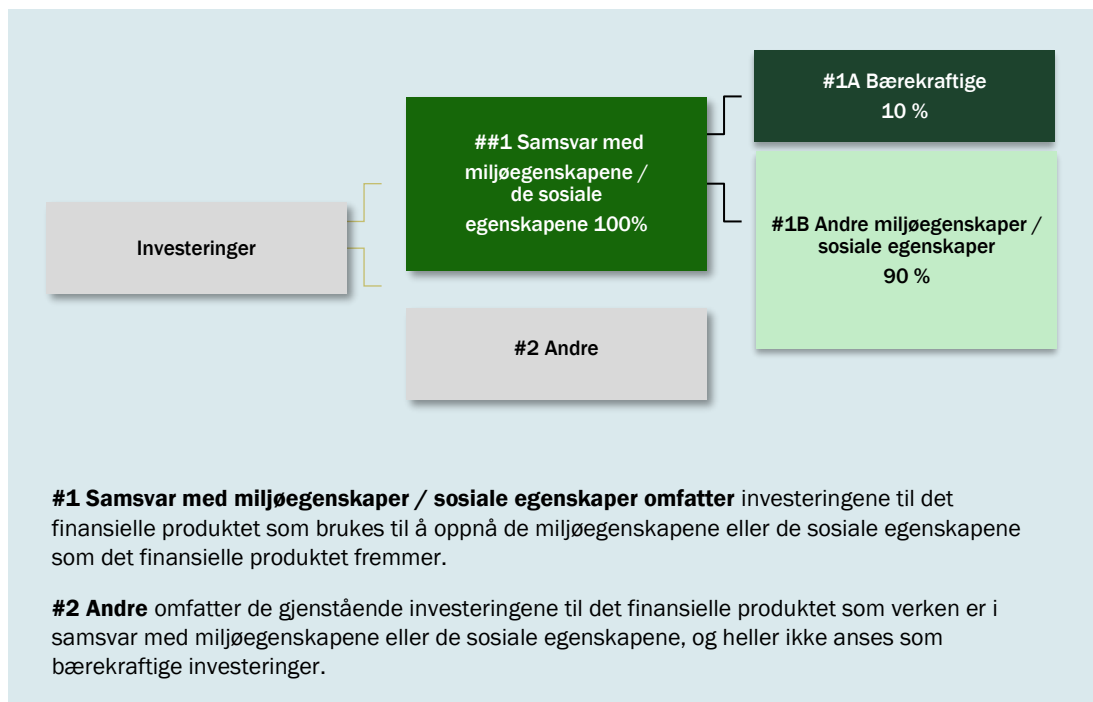 #1A Bærekraftige
10 %
##1 Samsvar med
miljøegenskapene /
de sosiale
egenskapene 100%
#1B Andre miljøegenskaper /
sosiale egenskaper
90 %
Investeringer
#2 Andre
#1 Samsvar med miljøegenskaper / sosiale egenskaper omfatter investeringene til det
finansielle produktet som brukes til å oppnå de miljøegenskapene eller de sosiale egenskapene
som det finansielle produktet fremmer.
#2 Andre omfatter de gjenstående investeringene til det finansielle produktet som verken er i
samsvar med miljøegenskapene eller de sosiale egenskapene, og heller ikke anses som
bærekraftige investeringer.